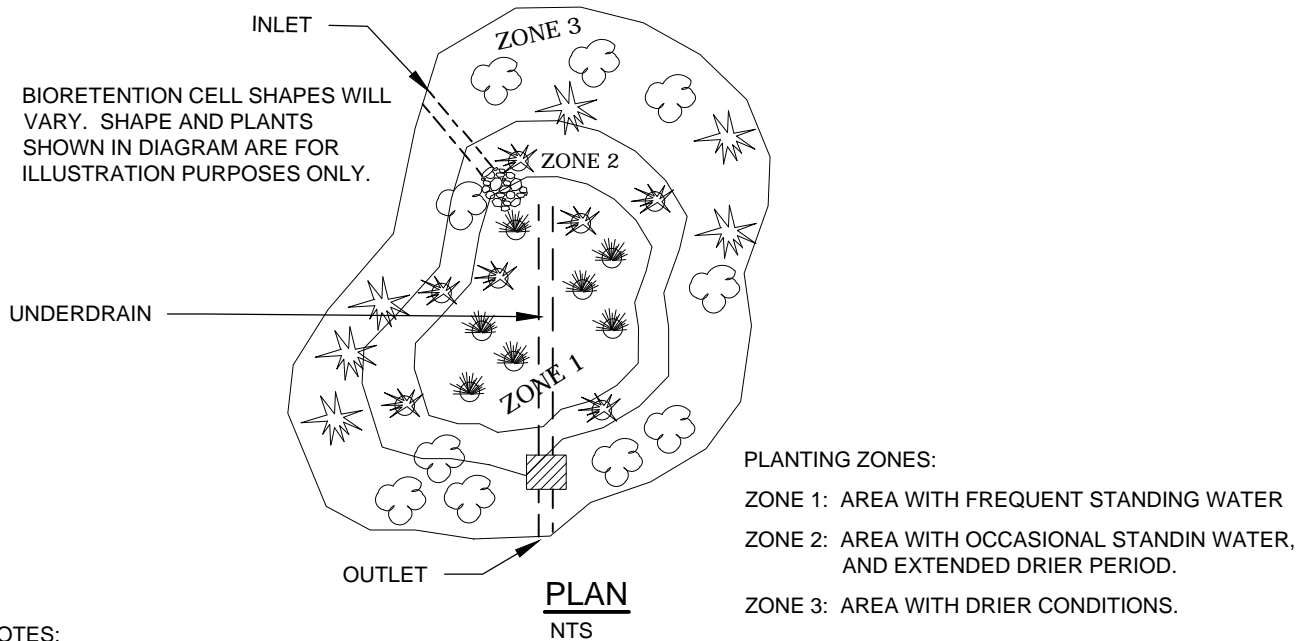 INLET
ZONE 3
BIORETENTION CELL SHAPES WILL
VARY. SHAPE AND PLANTS
SHOWN IN DIAGRAM ARE FOR
ILLUSTRATION PURPOSES ONLY.
ZONE 2
UNDERDRAIN
ZONE 1
OUTLET
PLAN
NTS
PLANTING ZONES:
ZONE 1: AREA WITH FREQUENT STANDING WATER
ZONE 2: AREA WITH OCCASIONAL STANDIN WATER,
AND EXTENDED DRIER PERIOD.
ZONE 3: AREA WITH DRIER CONDITIONS.
OTES: